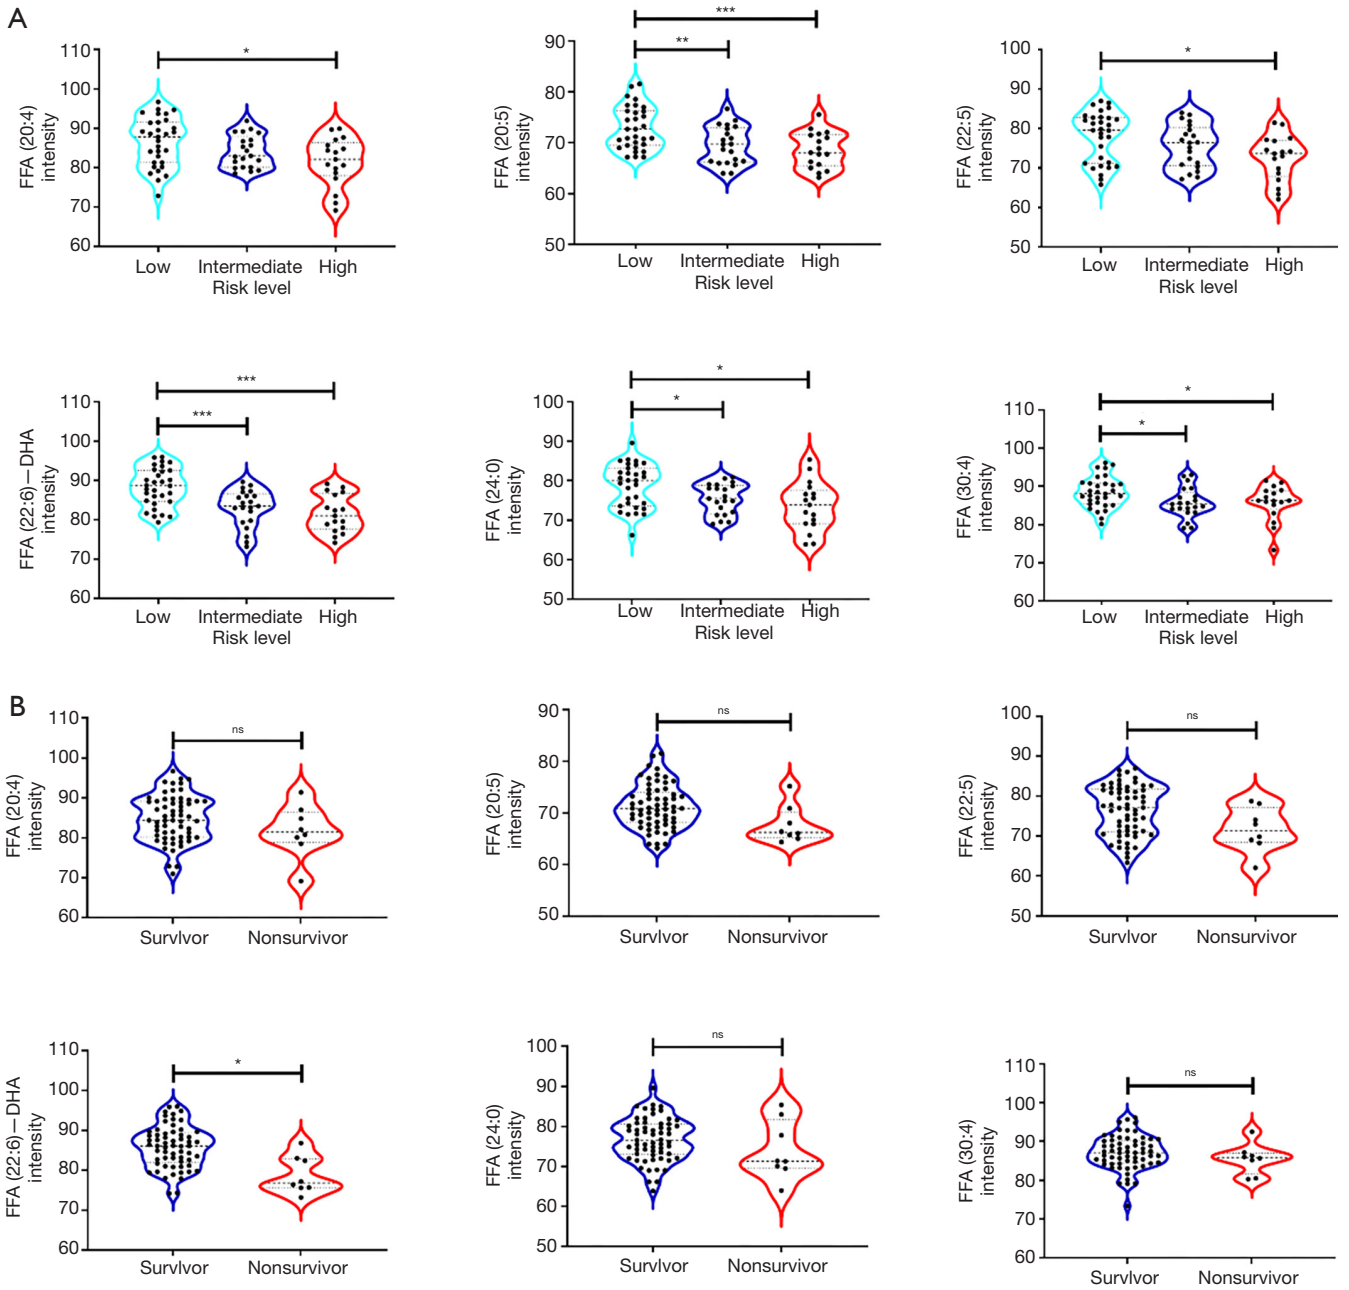 A
FFA (20:4)
intensity
110
100
90
80
70
60
*
Low
Intermediate
High
Risk level
FFA (20:5)
intensity
90
80
70
60
50
***
**
Low
Intermediate
High
Risk level
FFA (22:5)
intensity
100
90
80
70
60
50
*
Low
Intermediate
High
Risk level
FFA (22:6)—DHA
intensity
110
100
90
80
70
60
***
***
Low
Intermediate
High
Risk level
FFA (24:0)
intensity
100
80
70
60
50
*
*
Low
Intermediate
High
Risk level
FFA (30:4)
intensity
110
100
90
80
70
60
*
*
Low
Intermediate
High
Risk level
B
FFA (20:4)
intensity
110
100
90
80
70
60
ns
Survlvor
Nonsurvivor
FFA (20:5)
intensity
90
80
70
60
50
ns
Survlvor
Nonsurvivor
FFA (22:5)
intensity
100
90
80
70
60
50
ns
Survlvor
Nonsurvivor
FFA (22:6)—DHA
intensity
110
100
90
80
70
60
*
Survlvor
Nonsurvivor
FFA (24:0)
intensity
100
90
80
70
60
50
ns
Survlvor
Nonsurvivor
FFA (30:4)
intensity
110
100
90
80
70
60
ns
Survlvor
Nonsurvivor